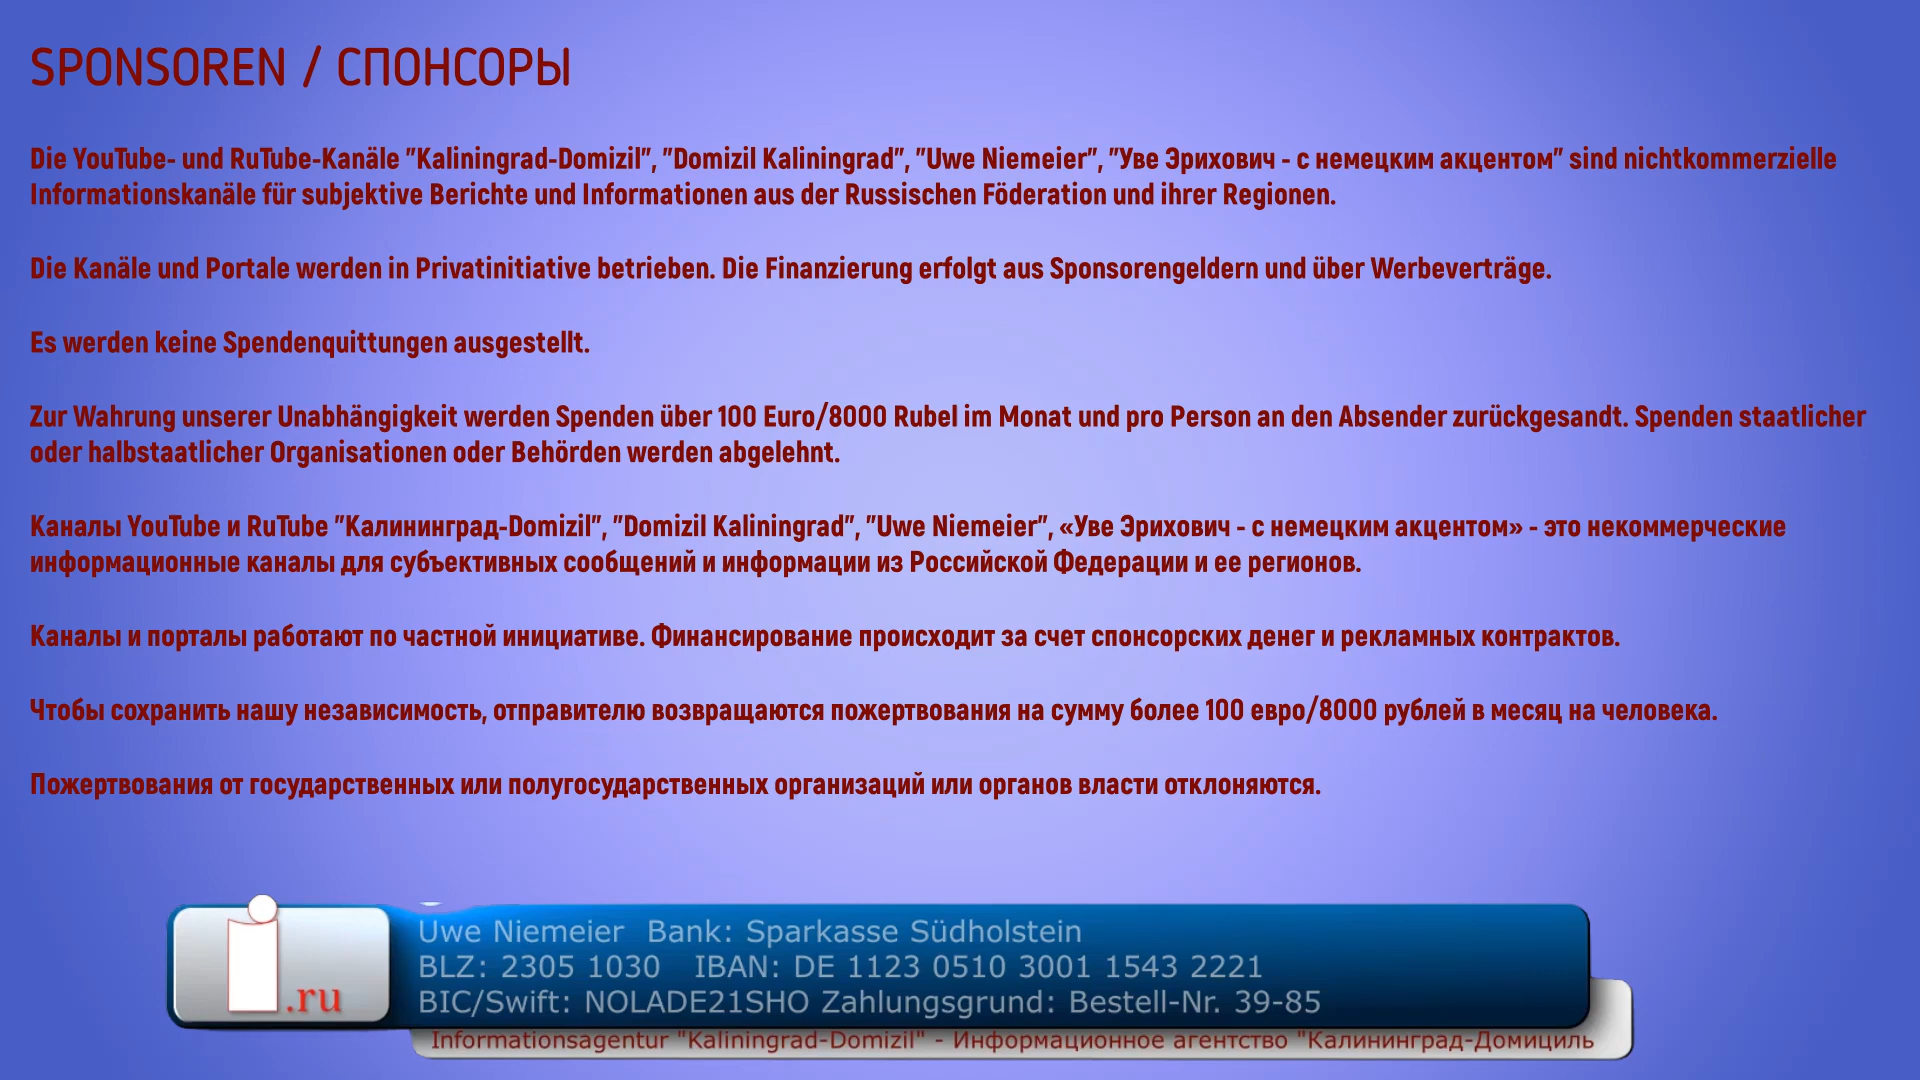 SPONSOREN / СПОНСОРЫ
Die YouTube- und RuTube-Kanäle "Kaliningrad-Domizil", "Domizil Kaliningrad", "Uwe Niemeier", "Уве Эрихович - с немецким акцентом" sind nichtkommerzielle
Informationskanäle für subjektive Berichte und Informationen aus der Russischen Föderation und ihrer Regionen.
Die Kanäle und Portale werden in Privatinitiative betrieben. Die Finanzierung erfolgt aus Sponsorengeldern und über Werbeverträge.
Es werden keine Spendenquittungen ausgestellt.
Zur Wahrung unserer Unabhängigkeit werden Spenden über 100 Euro/8000 Rubel im Monat und pro Person an den Absender zurückgesandt. Spenden staatlicher
oder halbstaatlicher Organisationen oder Behörden werden abgelehnt.
Каналы YouTube и RuTube "Калининград-Domizil", "Domizil Kaliningrad", "Uwe Niemeier", «Уве Эрихович - с немецким акцентом» - это некоммерческие
информационные каналы для субъективных сообщений и информации из Российской Федерации и ее регионов.
Каналы и порталы работают по частной инициативе. Финансирование происходит за счет спонсорских денег и рекламных контрактов.
Чтобы сохранить нашу независимость, отправителю возвращаются пожертвования на сумму более 100 евро/8000 рублей в месяц на человека.
Пожертвования от государственных или полугосударственных организаций или органов власти отклоняются.
Uwe Niemeier Bank: Sparkasse Südholstein
BLZ: 2305 1030 IBAN: DE 1123 0510 3001 1543 2221
BIC/Swift: NOLADE21SHO Zahlungsgrund: Bestell-Nr. 39-85
i.ru
Informationsagentur "Kaliningrad-Domizil" - Информационное агентство "Калининград-Домициль